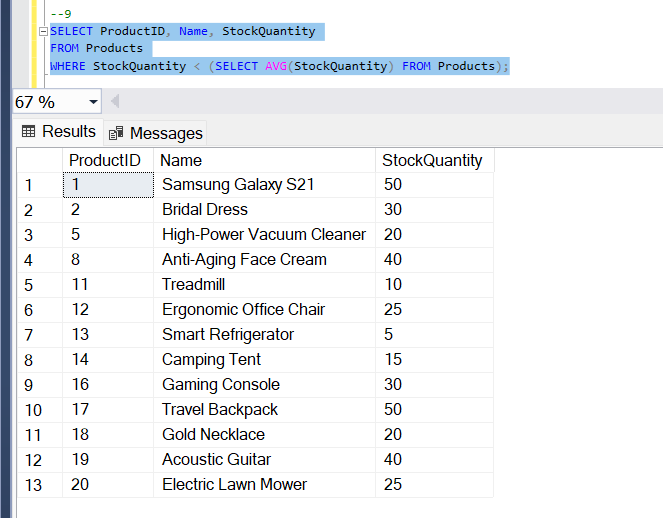 --9
SELECT ProductID, Name, StockQuantity
FROM Products
WHERE StockQuantity < (SELECT AVG(StockQuantity) FROM Products);
67 %
Results Messages
ProductID Name StockQuantity
1 1 Samsung Galaxy S21 50
2 2 Bridal Dress 30
3 5 High-Power Vacuum Cleaner 20
4 8 Anti-Aging Face Cream 40
5 11 Treadmill 10
6 12 Ergonomic Office Chair 25
7 13 Smart Refrigerator 5
8 14 Camping Tent 15
9 16 Gaming Console 30
10 17 Travel Backpack 50
11 18 Gold Necklace 20
12 19 Acoustic Guitar 40
13 20 Electric Lawn Mower 25